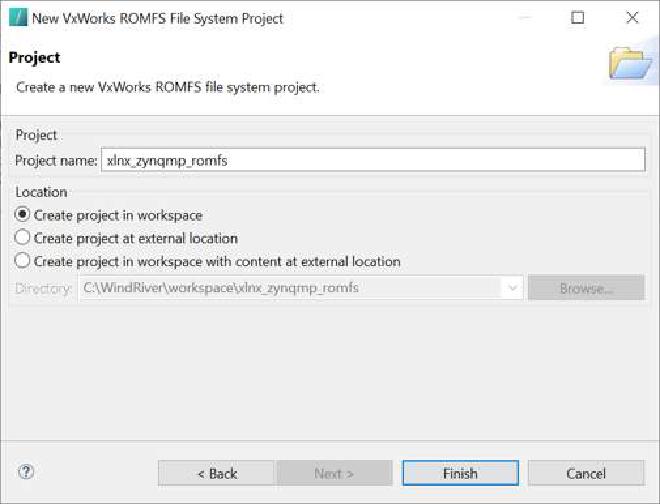 New VxWorks ROMFS File System Project
Project
Create a new VxWorks ROMFS file system project.
Project
Project name: xlnx_zynqmp_romfs
Location
Create project in workspace
Create project at external location
Create project in workspace with content at external location
Directory: C:\WindRiver\workspace\xlnx_zynqmp_romfs Browse...
? < Back Next > Finish Cancel